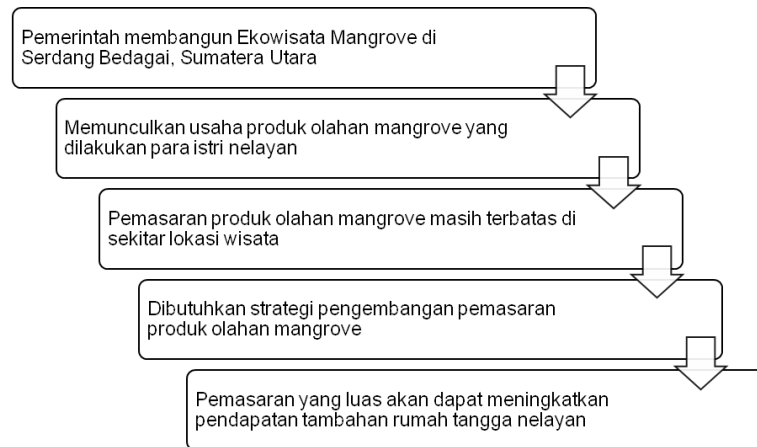 Pemerintah membangun Ekowisata Mangrove di
Serdang Bedagai, Sumatera Utara
Memunculkan usaha produk olahan mangrove yang
dilakukan para istri nelayan
Pemasaran produk olahan mangrove masih terbatas di
sekitar lokasi wisata
Dibutuhkan strategi pengembangan pemasaran
produk olahan mangrove
Pemasaran yang luas akan dapat meningkatkan
pendapatan tambahan rumah tangga nelayan